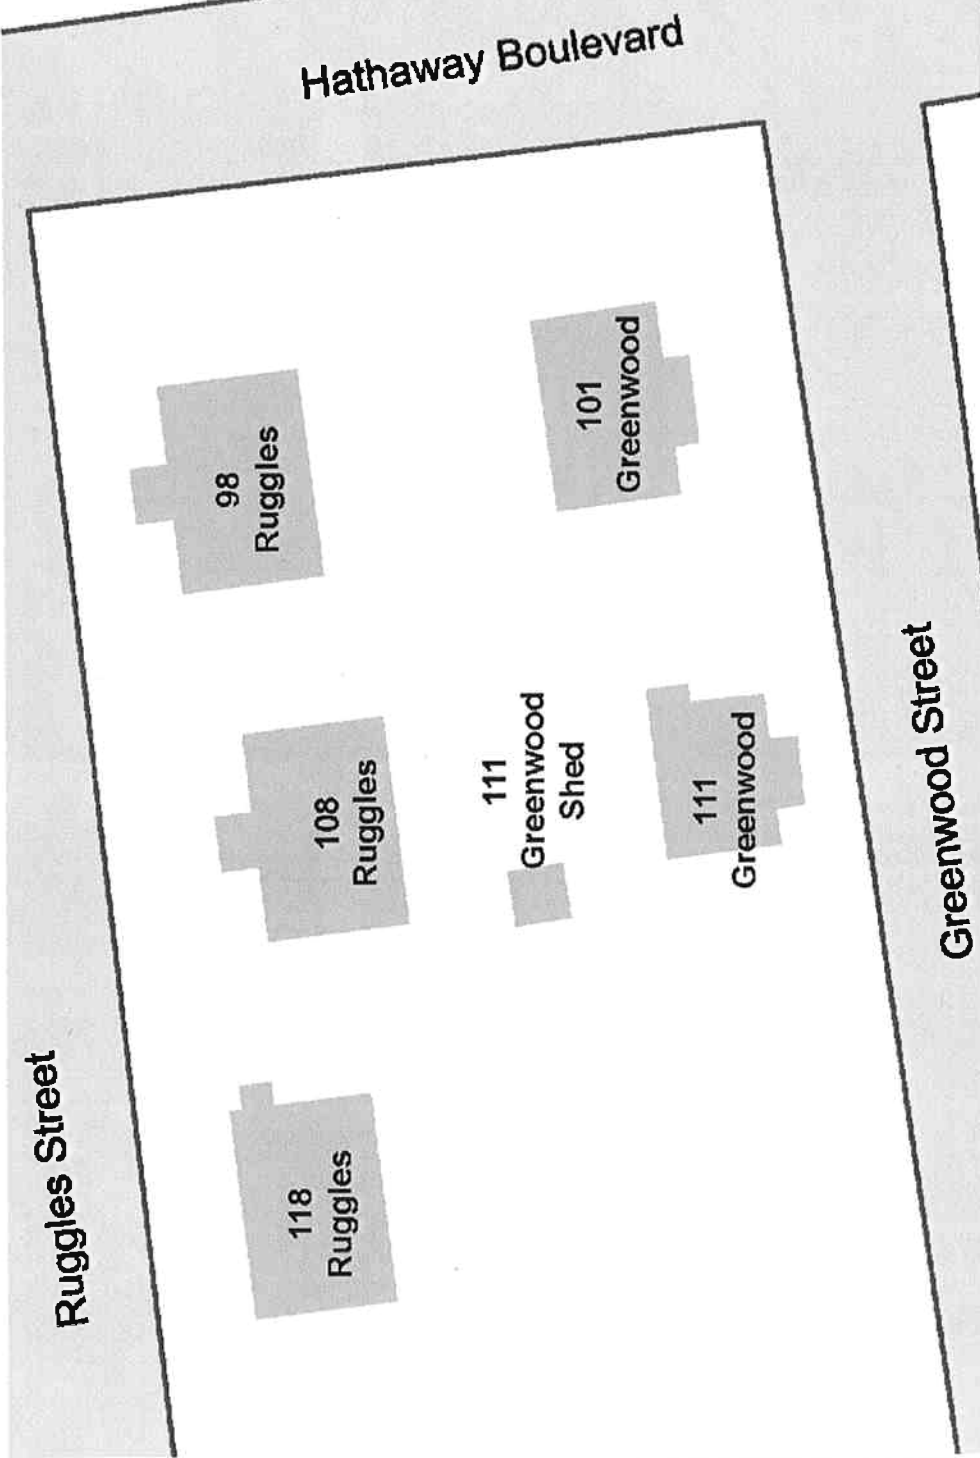 Hathaway Boulevard
98
Ruggles
101
Greenwood
108
Ruggles
111
Greenwood
Shed
111
Greenwood
Greenwood Street
Ruggles Street
118
Ruggles